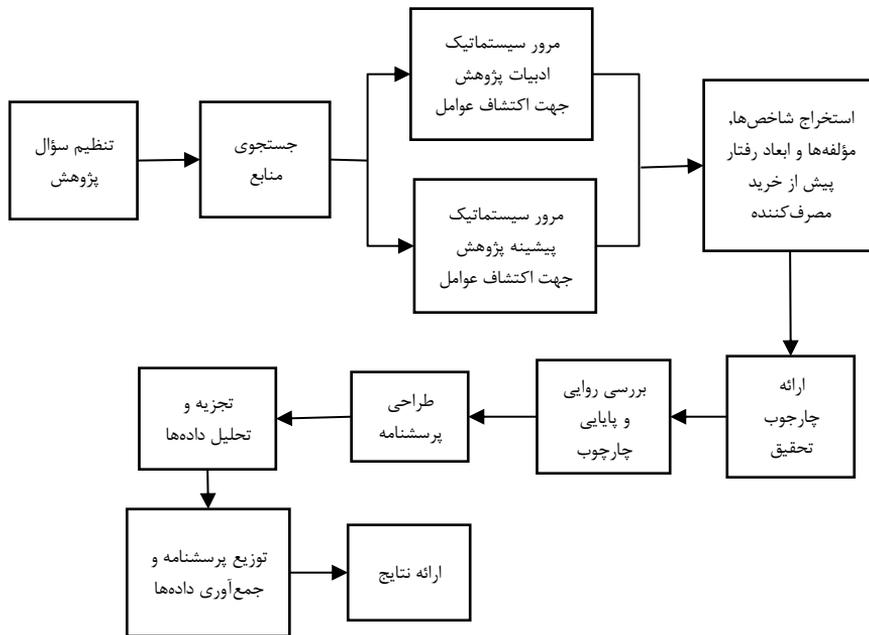 تنظیم سؤال
پژوهش
جستجوی
منابع
مرور سیستماتیک
ادبیات پژوهش
جهت اکتشاف عوامل
مرور سیستماتیک
پیشینه پژوهش
جهت اکتشاف عوامل
استخراج شاخص‌ها,
مؤلفه‌ها و ابعاد رفتار
پیش از خرید
مصرف‌کننده
ارائه
چارجوب
تحقیق
بررسی روایی
و پایایی
چارچوب
طراحی
پرسشنامه
تجزیه و
تحلیل داده‌ها
توزیع پرسشنامه و
جمع‌آوری داده‌ها
ارائه نتایج